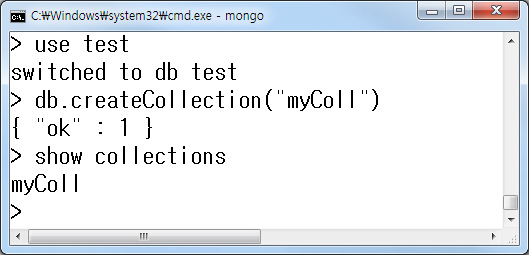 C:₩Windows₩system32₩cmd.exe - mongo
> use test
switched to db test
> db.createCollection("myColl")
{ "ok" : 1 }
> show collections
myColl
>